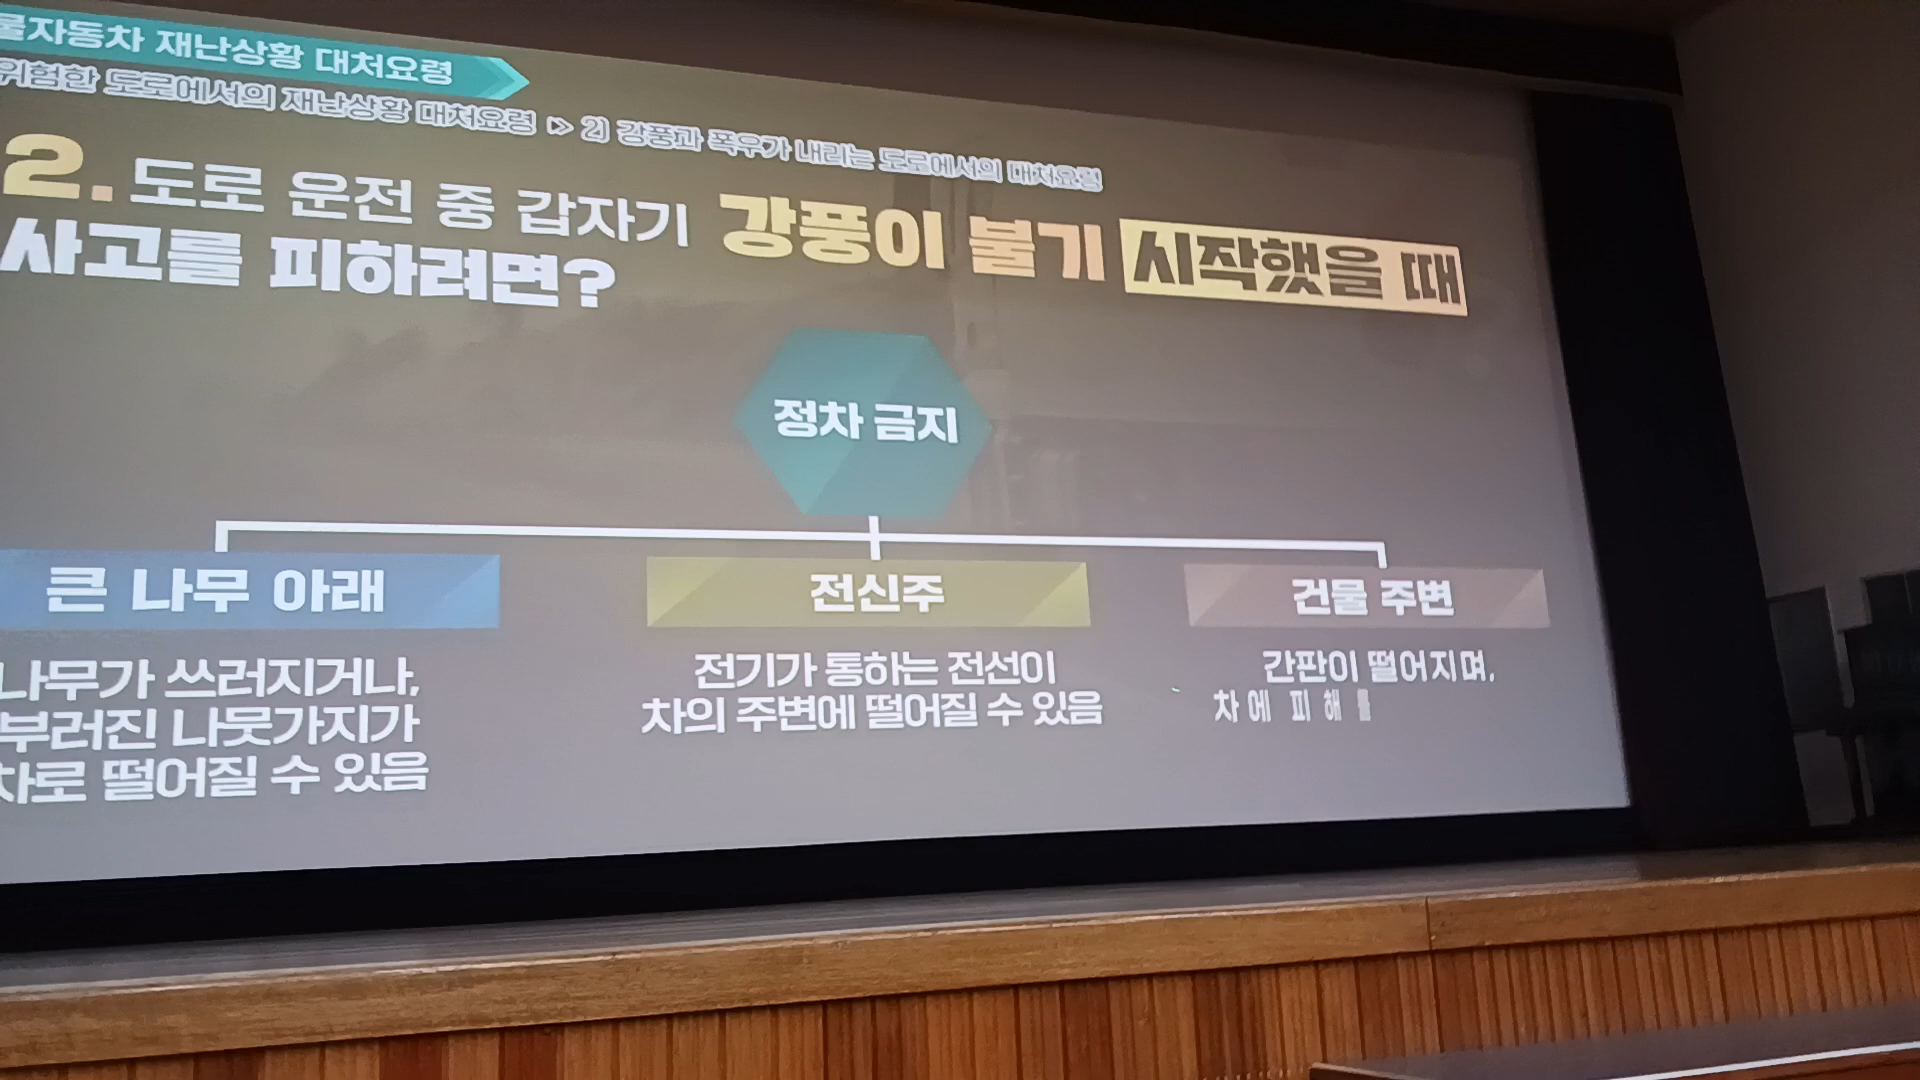 물자동차 재난상황 대처요령
위험한 도로에서의 재난상황 대처요령 ▷ 2) 강풍과 폭우가 내리는 도로에서의 대처요령
2. 도로 운전 중 갑자기 강풍이 불기 시작했을 때
사고를 피하려면?
정차 금지
큰 나무 아래
나무가 쓰러지거나,
부러진 나뭇가지가
차로 떨어질 수 있음
전신주
전기가 통하는 전선이
차의 주변에 떨어질 수 있음
건물 주변
간판이 떨어지며,
차에 피해를